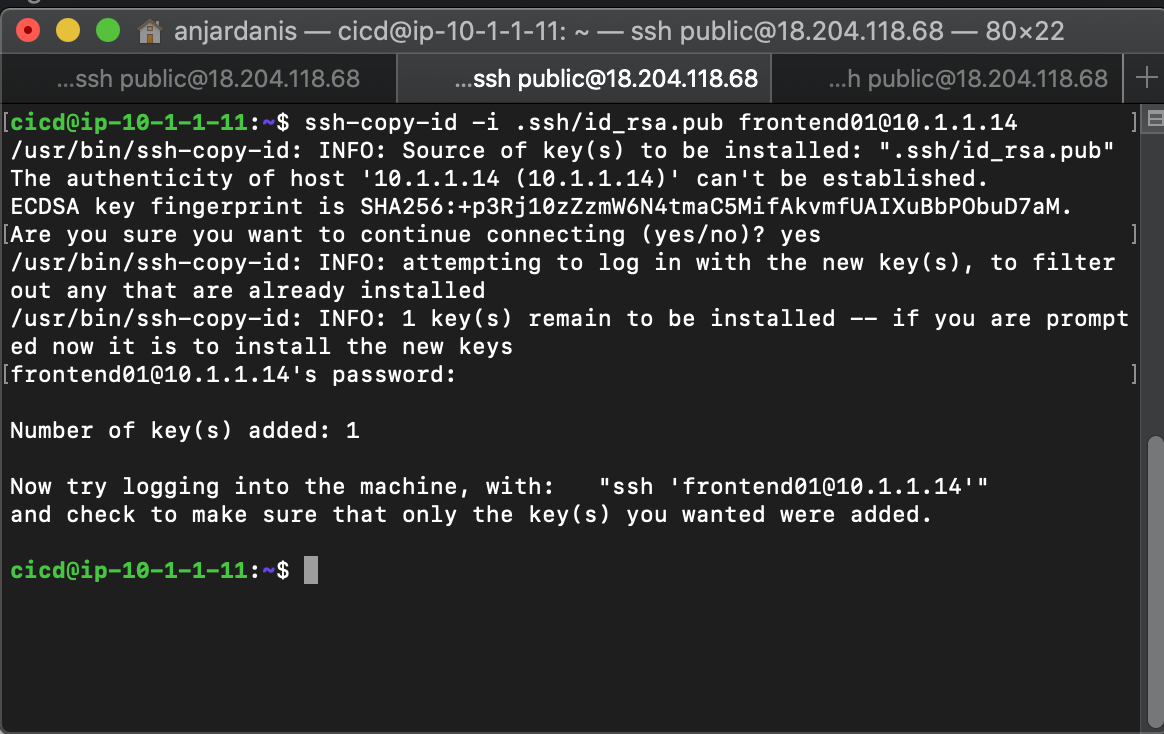 anjardanis — cicd@ip-10-1-1-11: ~ — ssh public@18.204.118.68 — 80×22
...ssh public@18.204.118.68
...ssh public@18.204.118.68
...h public@18.204.118.68
[cicd@ip-10-1-1-11:~$ ssh-copy-id -i .ssh/id_rsa.pub frontend01@10.1.1.14 ]
/usr/bin/ssh-copy-id: INFO: Source of key(s) to be installed: ".ssh/id_rsa.pub"
The authenticity of host '10.1.1.14 (10.1.1.14)' can't be established.
ECDSA key fingerprint is SHA256:+p3Rj10zZzmW6N4tmaC5MifAkvmfUAIXuBbPObuD7aM.
[Are you sure you want to continue connecting (yes/no)? yes ]
/usr/bin/ssh-copy-id: INFO: attempting to log in with the new key(s), to filter
out any that are already installed
/usr/bin/ssh-copy-id: INFO: 1 key(s) remain to be installed -- if you are prompt
ed now it is to install the new keys
[frontend01@10.1.1.14's password: ]
Number of key(s) added: 1
Now try logging into the machine, with:   "ssh 'frontend01@10.1.1.14'"
and check to make sure that only the key(s) you wanted were added.
cicd@ip-10-1-1-11:~$